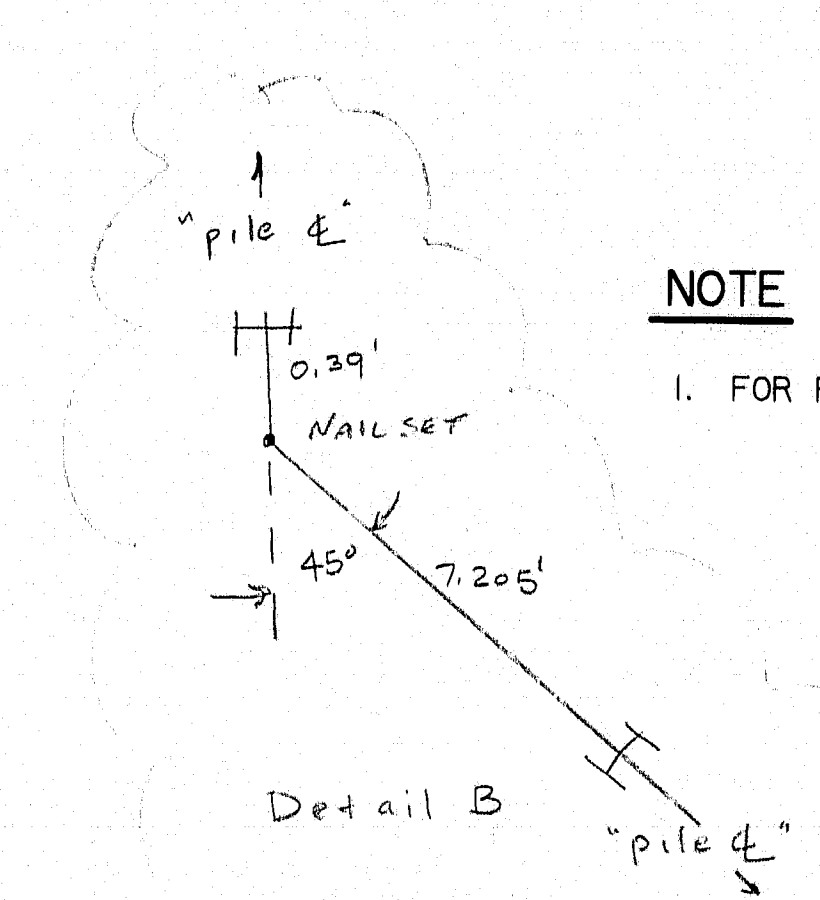 "pile ℄"
0.39'
NAIL SET
45°
7.205'
Detail B
"pile ℄"
NOTE
1. FOR